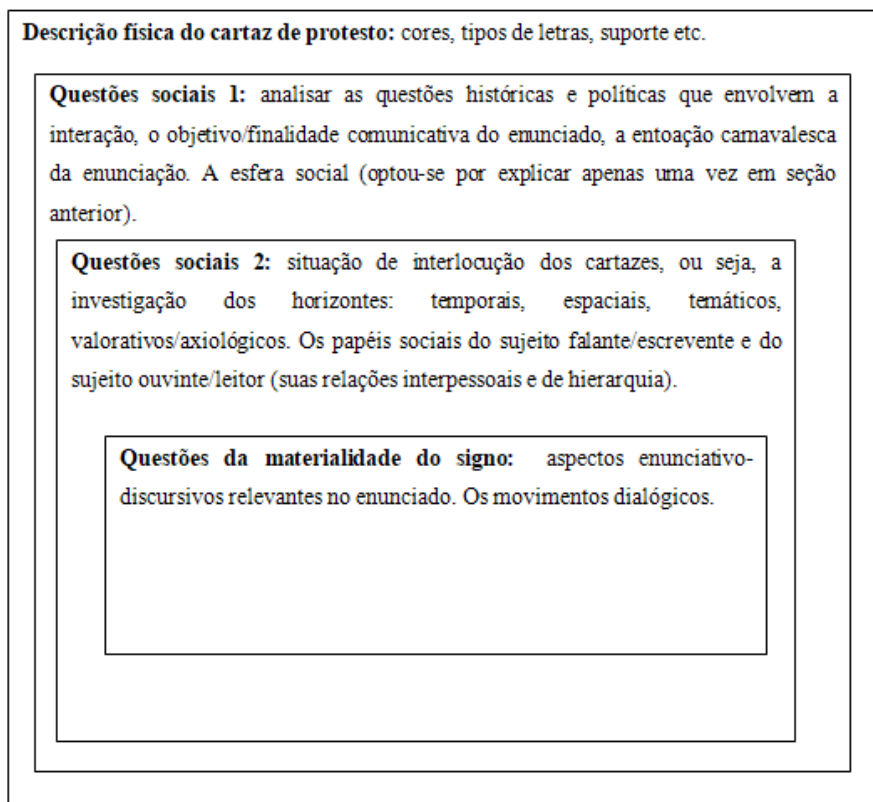 Descrição física do cartaz de protesto: cores, tipos de letras, suporte etc.
Questões sociais 1: analisar as questões históricas e políticas que envolvem a
interação, o objetivo/finalidade comunicativa do enunciado, a entoação carnavalesca
da enunciação. A esfera social (optou-se por explicar apenas uma vez em seção
anterior).
Questões sociais 2: situação de interlocução dos cartazes, ou seja, a
investigação dos horizontes: temporais, espaciais, temáticos,
valorativos/axiológicos. Os papéis sociais do sujeito falante/escrevente e do
sujeito ouvinte/leitor (suas relações interpessoais e de hierarquia).
Questões da materialidade do signo: aspectos enunciativo-
discursivos relevantes no enunciado. Os movimentos dialógicos.